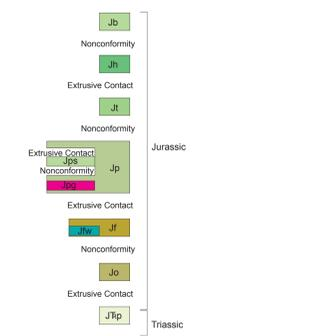 Jb
Nonconformity
Jh
Extrusive Contact
Jt
Nonconformity
Jurassic
Extrusive Contact
Jps
Jp
Nonconformity
Jpg
Extrusive Contact
Jfw
Jf
Nonconformity
Jo
Extrusive Contact
Triassic